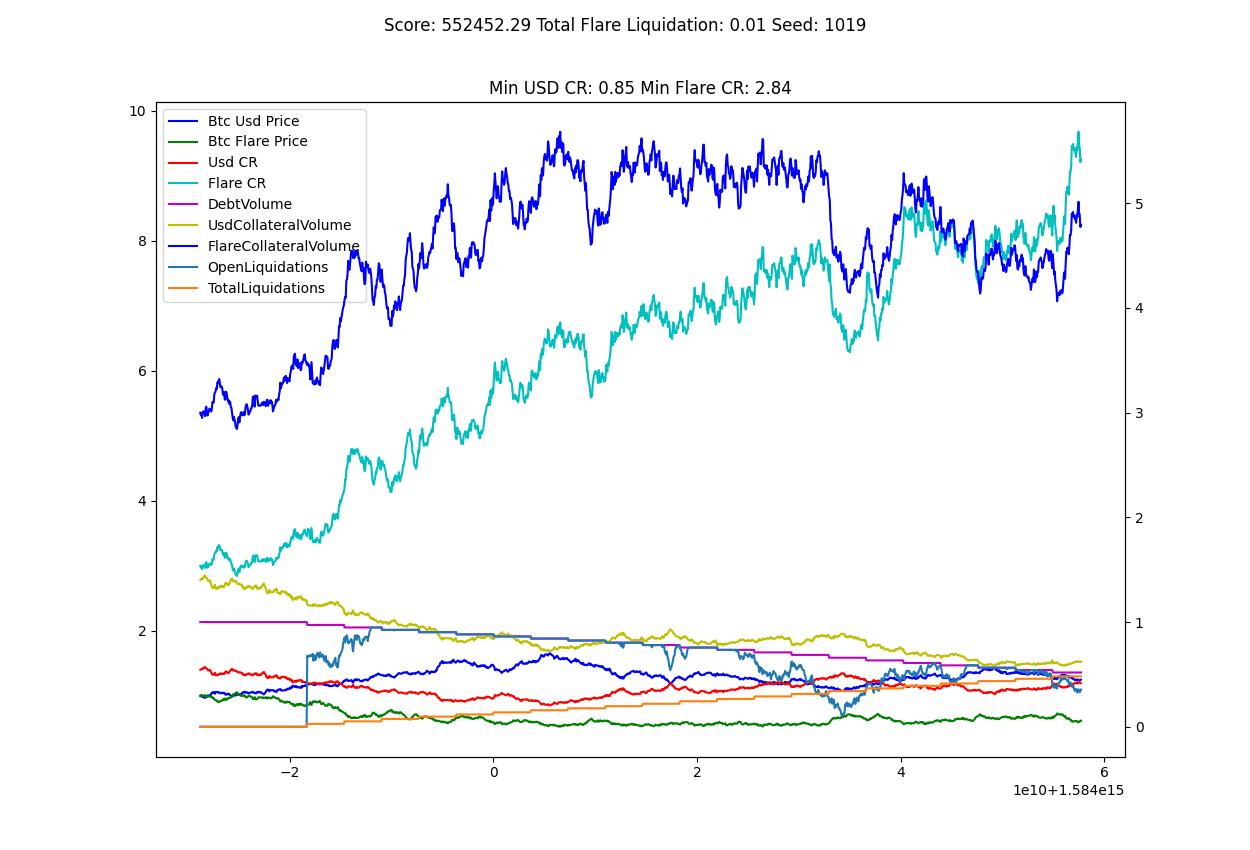 Score: 552452.29 Total Flare Liquidation: 0.01 Seed: 1019
Min USD CR: 0.85 Min Flare CR: 2.84
10
8
6
4
2
Btc Usd Price
Btc Flare Price
Usd CR
Flare CR
DebtVolume
UsdCollateralVolume
FlareCollateralVolume
OpenLiquidations
TotalLiquidations
5
4
3
2
1
0
−2
0
2
4
6
1e10+1.584e15